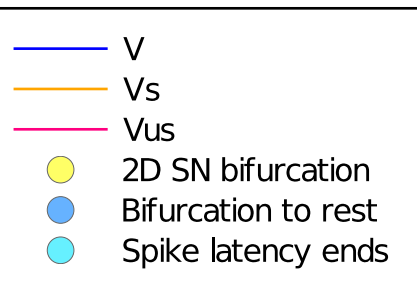 V
Vs
Vus
2D SN bifurcation
Bifurcation to rest
Spike latency ends